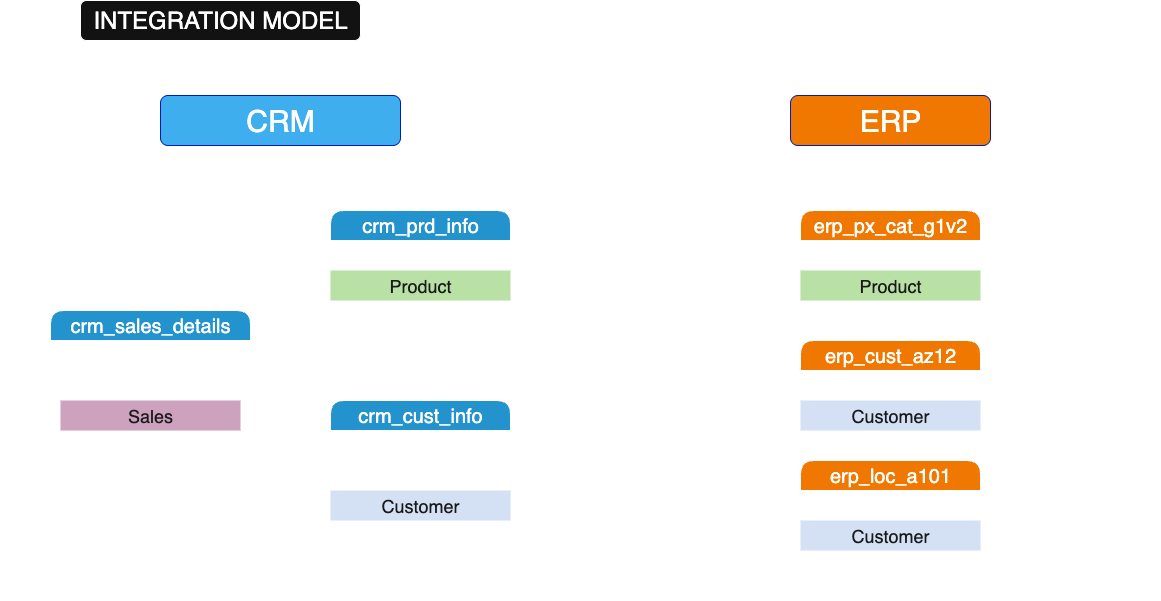 INTEGRATION MODEL
CRM
ERP
crm_prd_info
erp_px_cat_g1v2
Product
Product
crm_sales_details
erp_cust_az12
Sales
crm_cust_info
Customer
erp_loc_a101
Customer
Customer